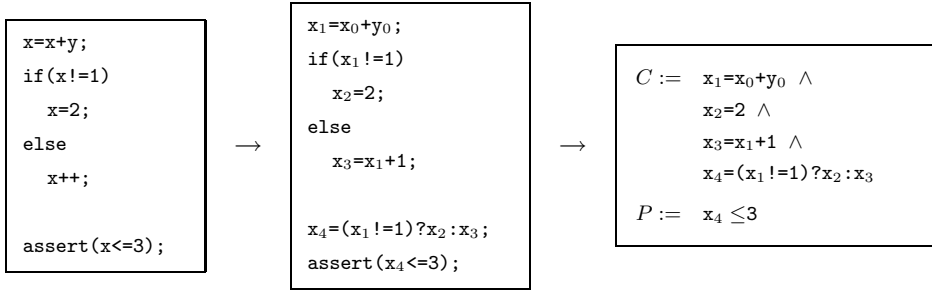 x=x+y;
if(x!=1)
x=2;
else
x++;
assert(x<=3);
→
x₁=x₀+y₀;
if(x₁!=1)
x₂=2;
else
x₃=x₁+1;
x₄=(x₁!=1)?x₂:x₃;
assert(x₄<=3);
→
C := x₁=x₀+y₀ ∧
x₂=2 ∧
x₃=x₁+1 ∧
x₄=(x₁!=1)?x₂:x₃
P := x₄ ≤3